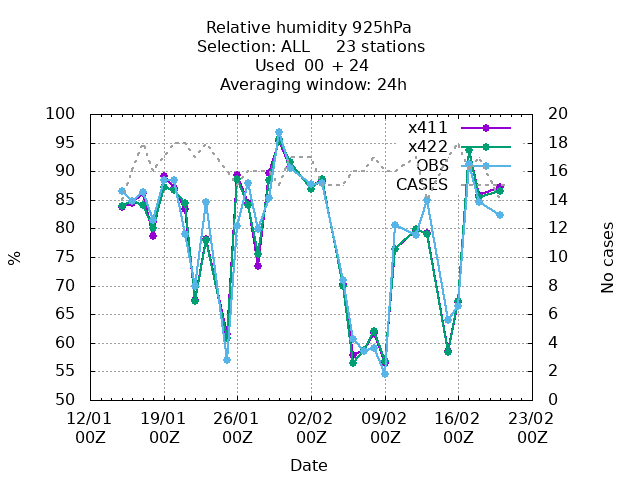 Relative humidity 925hPa
Selection: ALL 23 stations
Used 00 + 24
Averaging window: 24h
100 20
x411
95 18
x422
90 16
OBS
CASES
85 14
80 12
% 75 10 No cases
70 8
65 6
60 4
55 2
50 0
12/01 19/01 26/01 02/02 09/02 16/02 23/02
00Z 00Z 00Z 00Z 00Z 00Z 00Z
Date